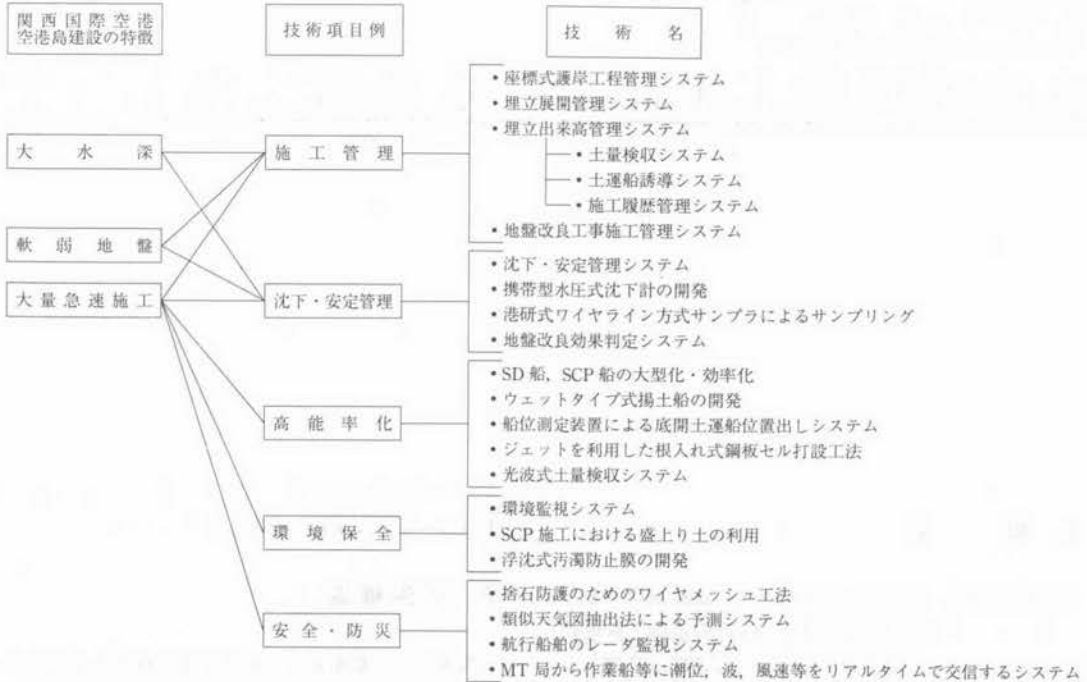 関西国際空港
空港島建設の特徴
技術項目例
技術名
大水深
軟弱地盤
大量急速施工
施工管理
沈下・安定管理
高能率化
環境保全
安全・防災
・座標式護岸工程管理システム
・埋立展開管理システム
・埋立出来高管理システム
・土量検収システム
・土運船誘導システム
・施工履歴管理システム
・地盤改良工事施工管理システム
・沈下・安定管理システム
・携帯型水圧式沈下計の開発
・港研式ワイヤライン方式サンプラによるサンプリング
・地盤改良効果判定システム
・SD船，SCP船の大型化・効率化
・ウェットタイプ式揚土船の開発
・船位測定装置による底開土運船位置出しシステム
・ジェットを利用した根入れ式鋼板セル打設工法
・光波式土量検収システム
・環境監視システム
・SCP施工における盛上り土の利用
・浮沈式汚濁防止膜の開発
・捨石防護のためのワイヤメッシュ工法
・類似天気図抽出法による予測システム
・航行船舶のレーダ監視システム
・MT局から作業船等に潮位，波，風速等をリアルタイムで交信するシステム